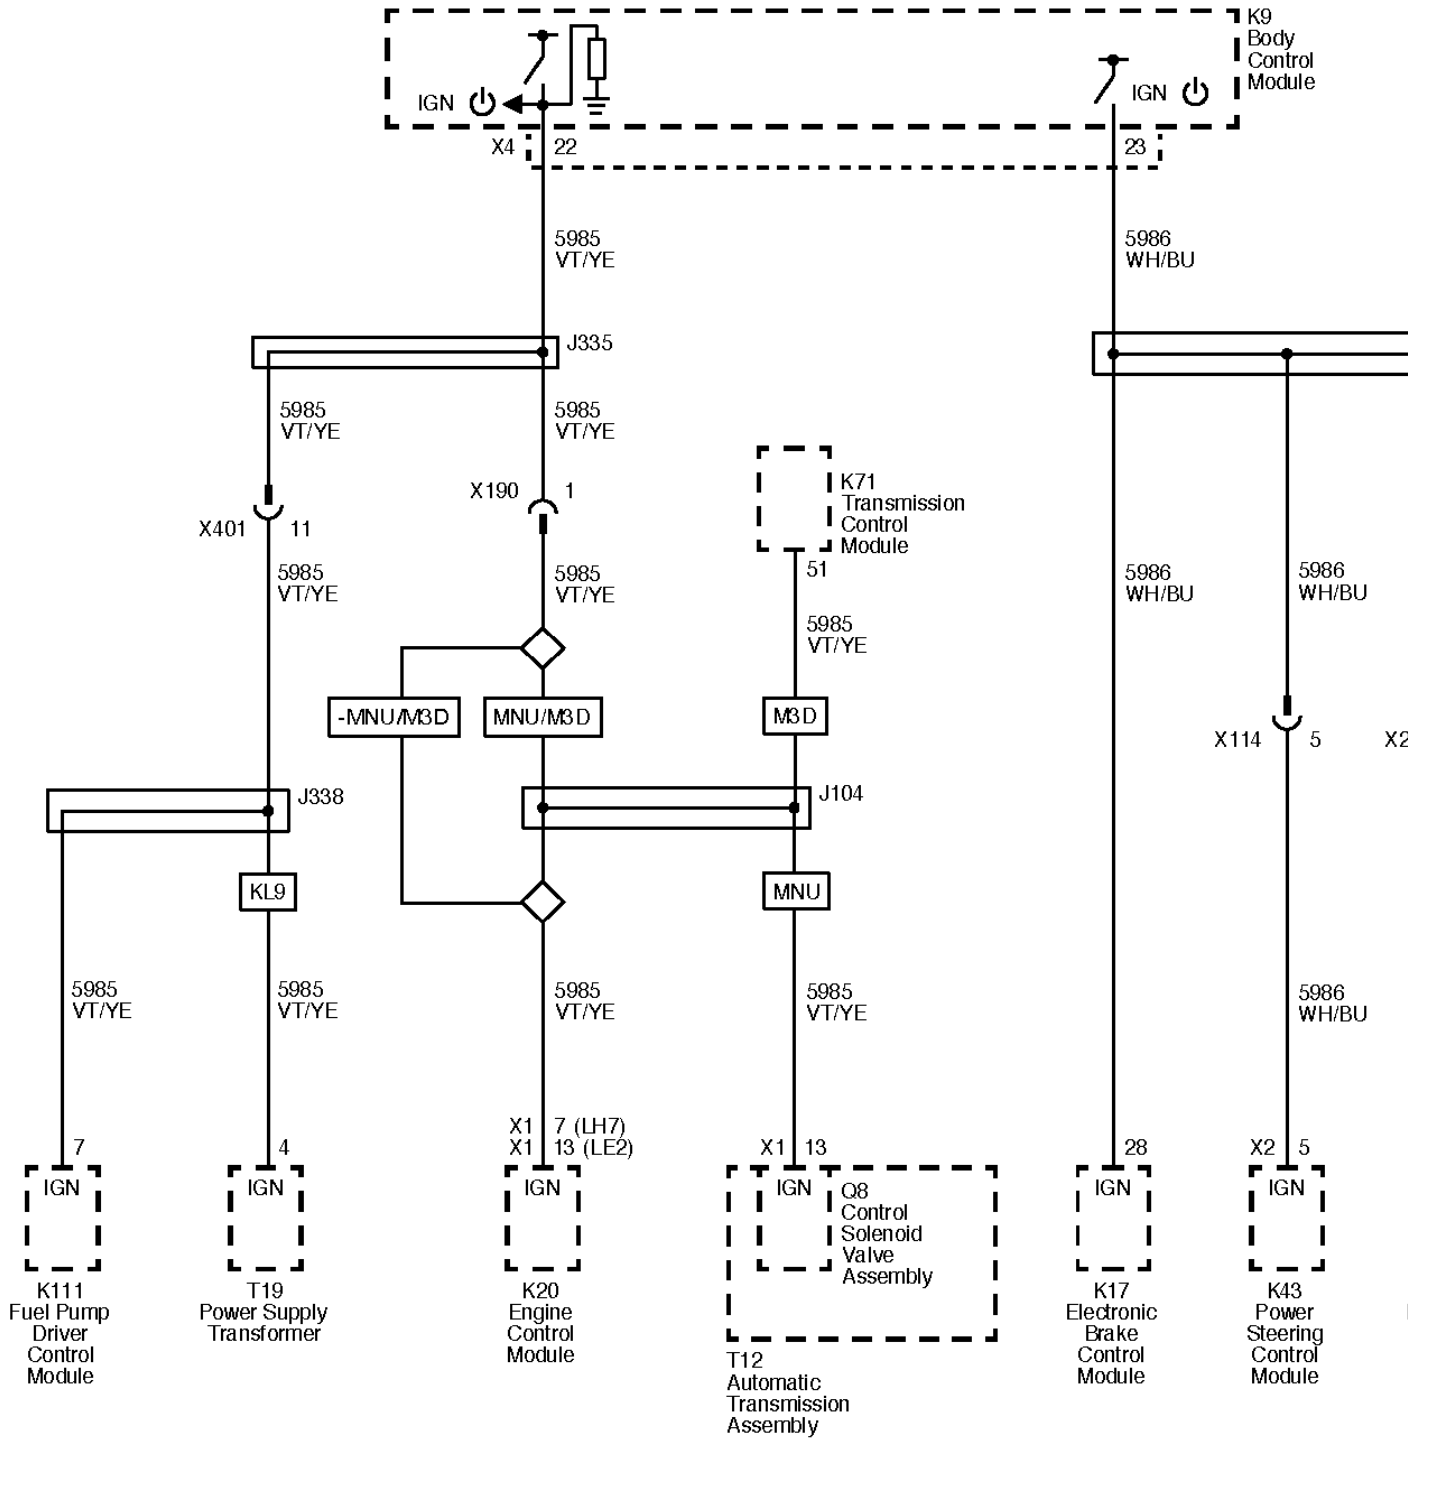 K9
Body
Control
Module
IGN
IGN
X4 22
23
5985
VT/YE
5986
WH/BU
J335
5985
VT/YE
5985
VT/YE
X190 1
K71
Transmission
Control
Module
X401 11
51
5985
VT/YE
5985
VT/YE
5986
WH/BU
5986
WH/BU
5985
VT/YE
-MNU/M3D
MNU/M3D
M3D
X114 5
X2
J338
J104
KL9
MNU
5985
VT/YE
5985
VT/YE
5985
VT/YE
5985
VT/YE
5986
WH/BU
X1 7 (LH7)
X1 13 (LE2)
7
4
X1 13
28
X2 5
IGN
IGN
IGN
IGN
IGN
IGN
Q8
Control
Solenoid
Valve
Assembly
K111
Fuel Pump
Driver
Control
Module
T19
Power Supply
Transformer
K20
Engine
Control
Module
T12
Automatic
Transmission
Assembly
K17
Electronic
Brake
Control
Module
K43
Power
Steering
Control
Module